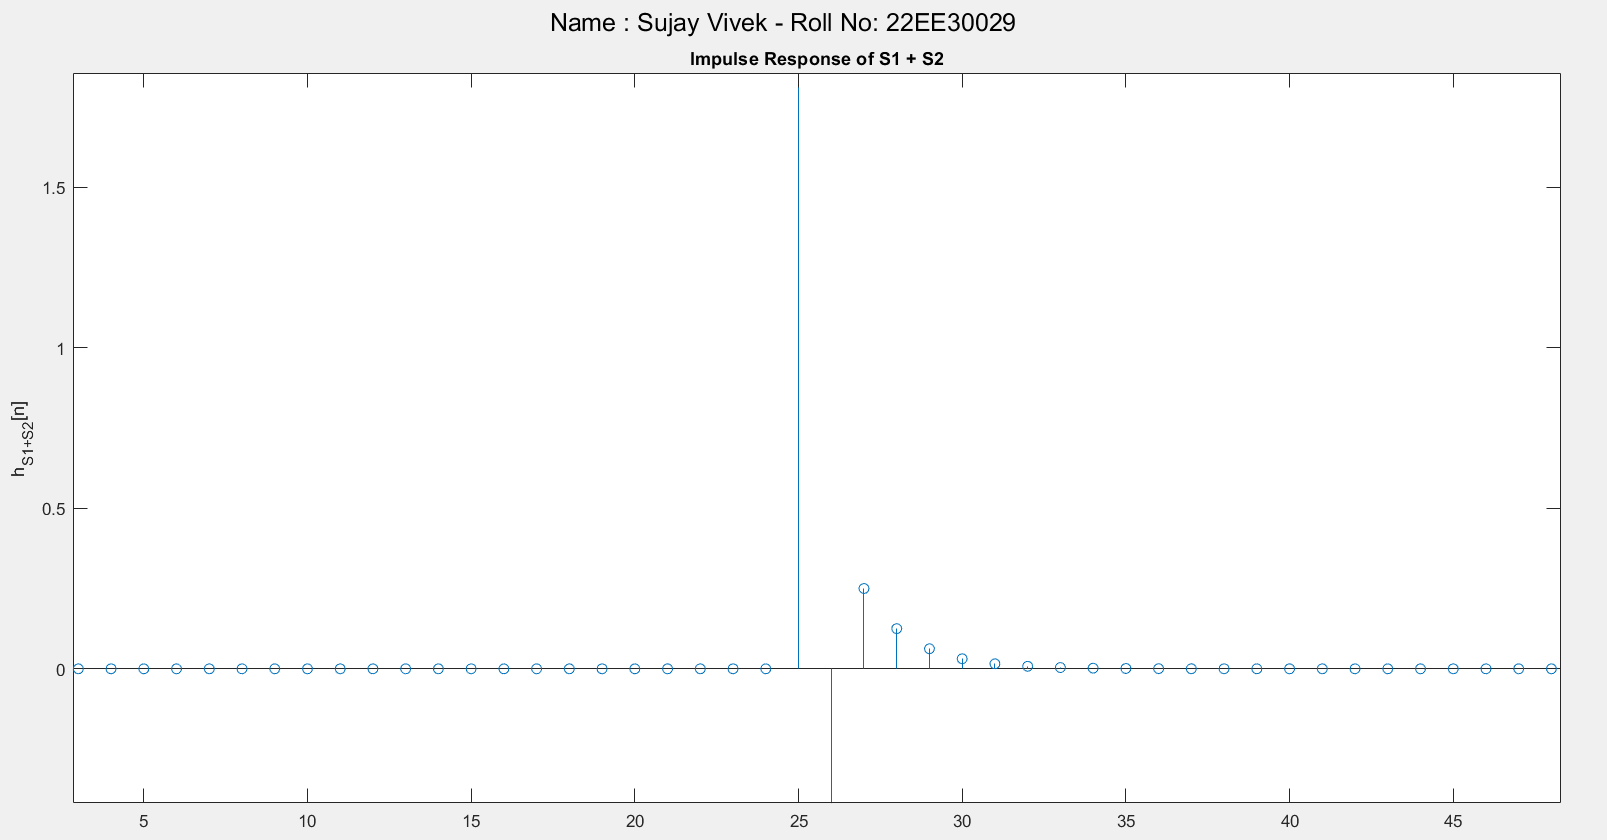 Name : Sujay Vivek - Roll No: 22EE30029
Impulse Response of S1 + S2
1.5
1
0.5
0
h_{S1+S2}[n]
5 10 15 20 25 30 35 40 45